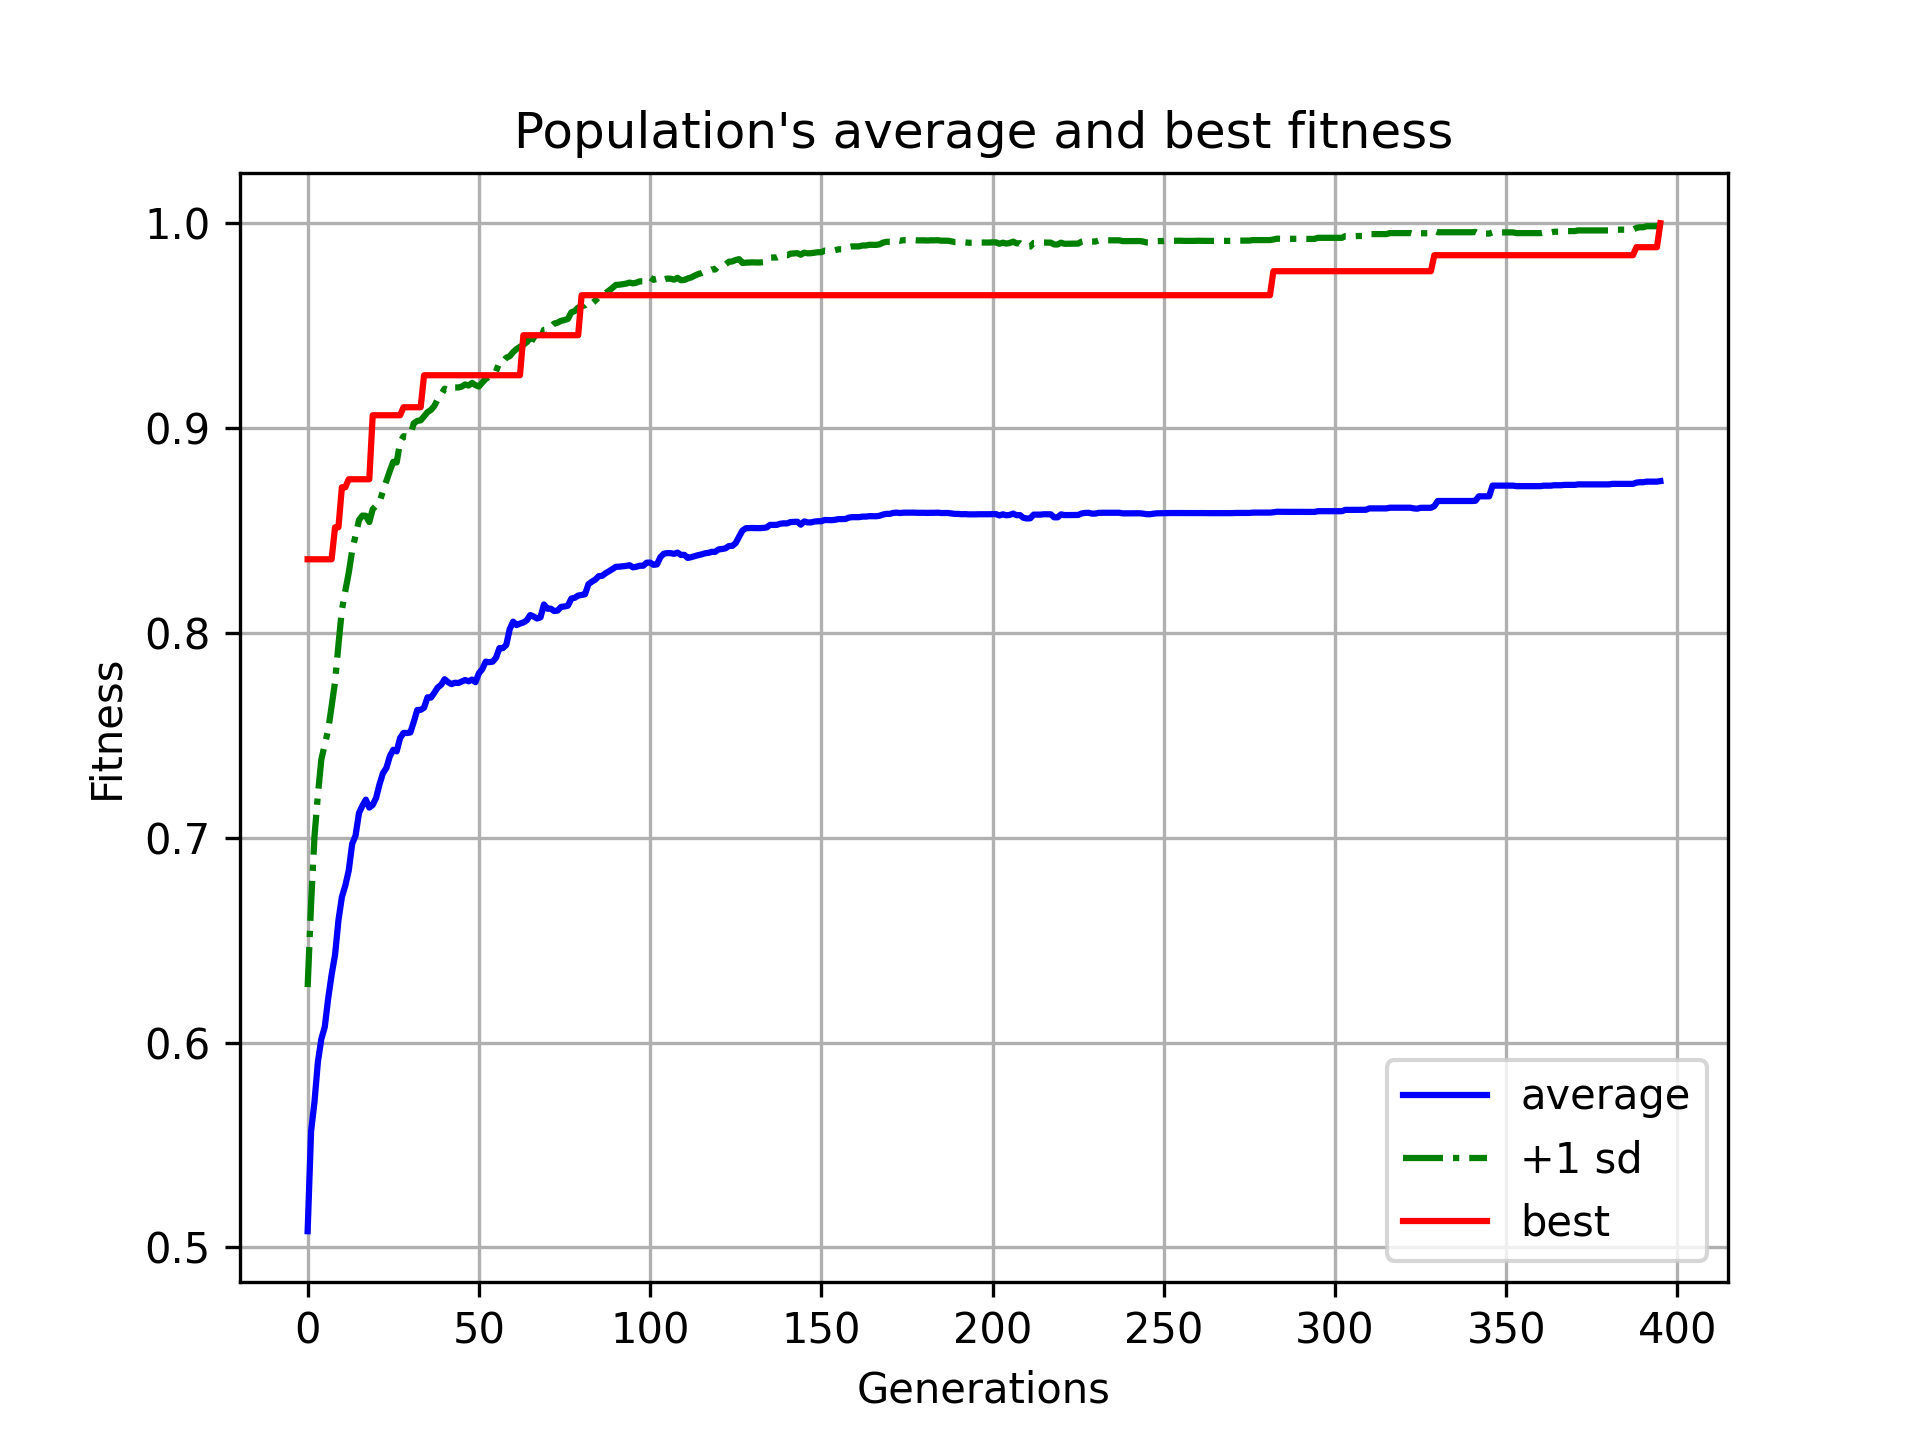 Population's average and best fitness
1.0
0.9
0.8
0.7
0.6
0.5
Fitness
0 50 100 150 200 250 300 350 400
Generations
average
+1 sd
best